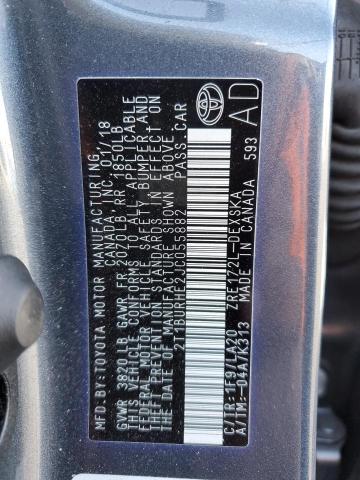 MFD.BY:TOYOTA MOTOR MANUFACTURING
CANADA, INC. 01/18
GVWR 3820LB GAWR FR 2070LB RR 1850LB
THIS VEHICLE CONFORMS TO ALL APPLICABLE
FEDERAL MOTOR VEHICLE SAFETY, BUMPER, AND
THEFT PREVENTION STANDARDS IN EFFECT ON
THE DATE OF MANUFACTURE SHOWN ABOVE.
2T1BURHE2JC055882 PASS.CAR
C/TR: 1F9/LA20 ZRE172L-DEXSKA
A/TM: -04A/K313 MADE IN CANADA 593
AD